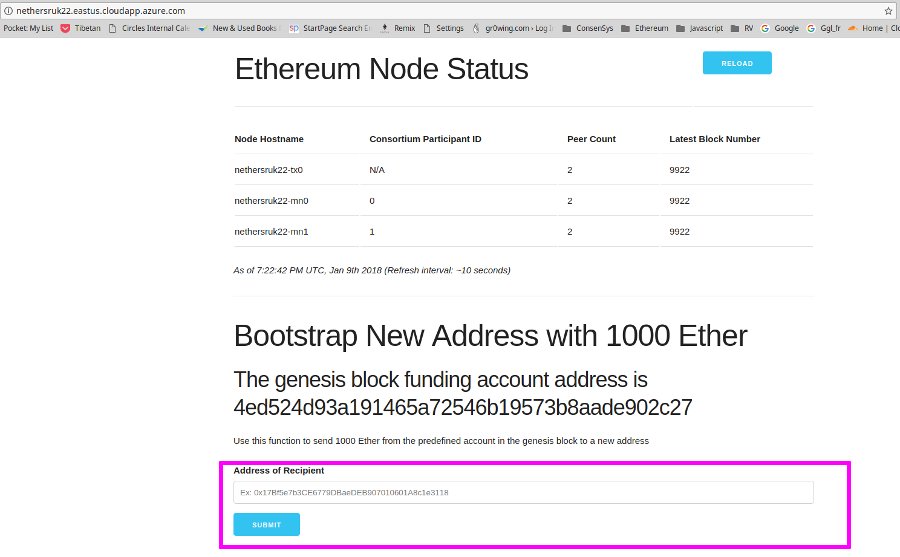 nethersruk22.eastus.cloudapp.azure.com
Pocket: My List Tibetan Circles Internal Cale New & Used Books StartPage Search E Remix Settings gr0wing.com › Log I ConsenSys Ethereum Javascript RV Google Ggl_fr Home | Clo
Ethereum Node Status
RELOAD
Node Hostname Consortium Participant ID Peer Count Latest Block Number
nethersruk22-tx0 N/A 2 9922
nethersruk22-mn0 0 2 9922
nethersruk22-mn1 1 2 9922
As of 7:22:42 PM UTC, Jan 9th 2018 (Refresh interval: ~10 seconds)
Bootstrap New Address with 1000 Ether
The genesis block funding account address is
4ed524d93a191465a72546b19573b8aade902c27
Use this function to send 1000 Ether from the predefined account in the genesis block to a new address
Address of Recipient
Ex: 0x17Bf5e7b3CE6779DBaeDEB907010601A8c1e3118
SUBMIT